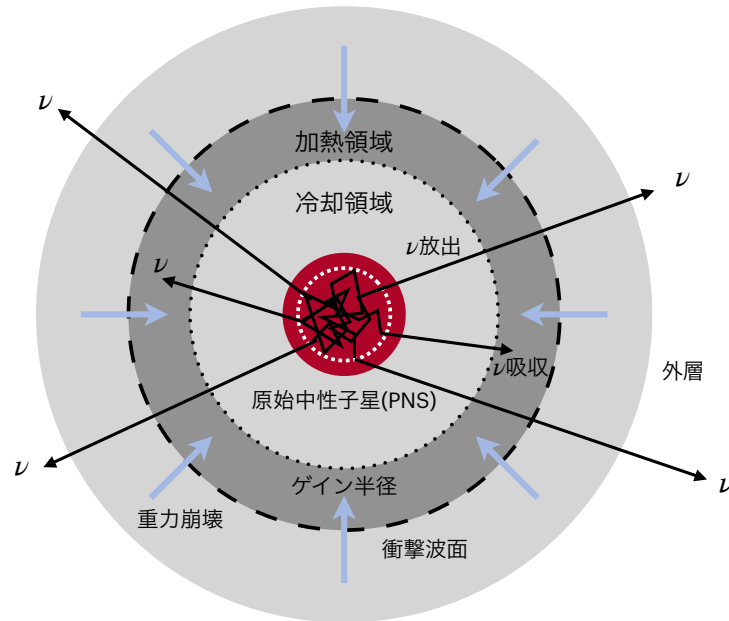 ν
加熱領域
冷却領域
ν
ν放出
ν
ν吸収
外層
原始中性子星(PNS)
ν
ゲイン半径
ν
重力崩壊
衝撃波面